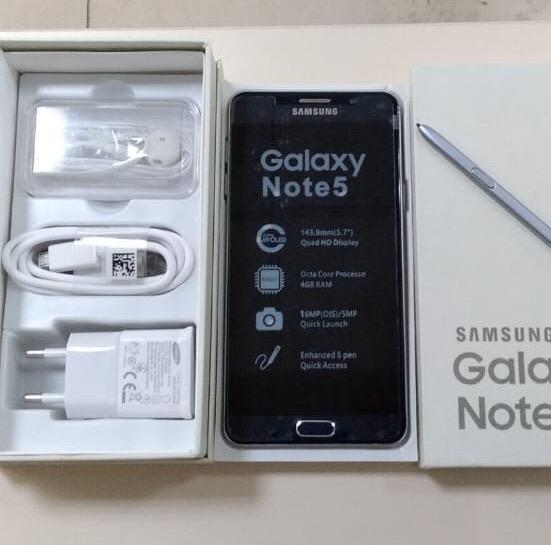 SAMSUNG
Galaxy
Note5
143.9mm(5.7")
Quad HD Display
Octa Core Processo
4GB RAM
16MP(OIS)/5MP
Quick Launch
Enhanced S pen
Quick Access
SAMSUNG
Gala
Note